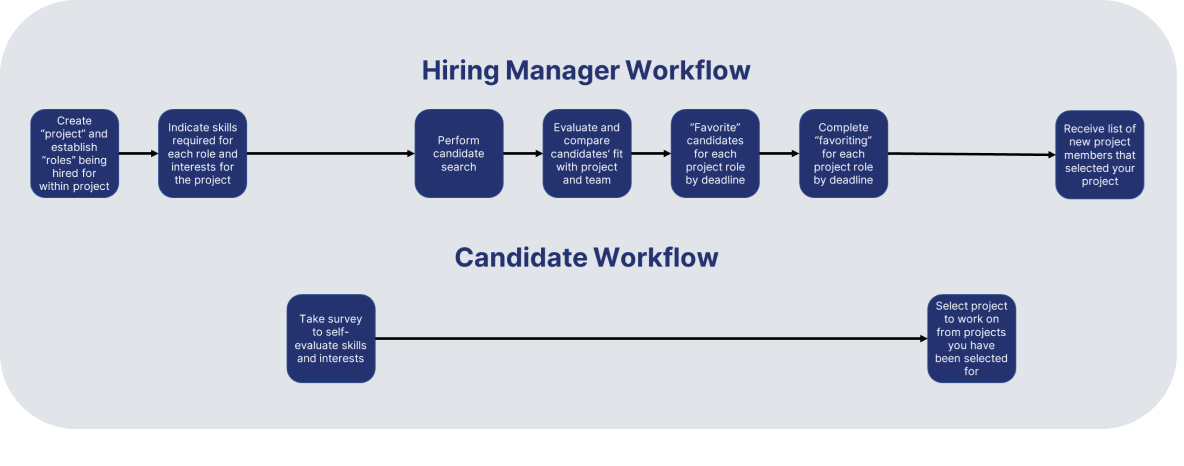 Hiring Manager Workflow
Create
“project” and
establish
“roles” being
hired for
within project
Indicate skills
required for
each role and
interests for
the project
Perform
candidate
search
Evaluate and
compare
candidates’ fit
with project
and team
“Favorite”
candidates
for each
project role
by deadline
Complete
“favoriting”
for each
project role
by deadline
Receive list of
new project
members that
selected your
project
Candidate Workflow
Take survey
to self-
evaluate skills
and interests
Select project
to work on
from projects
you have
been selected
for